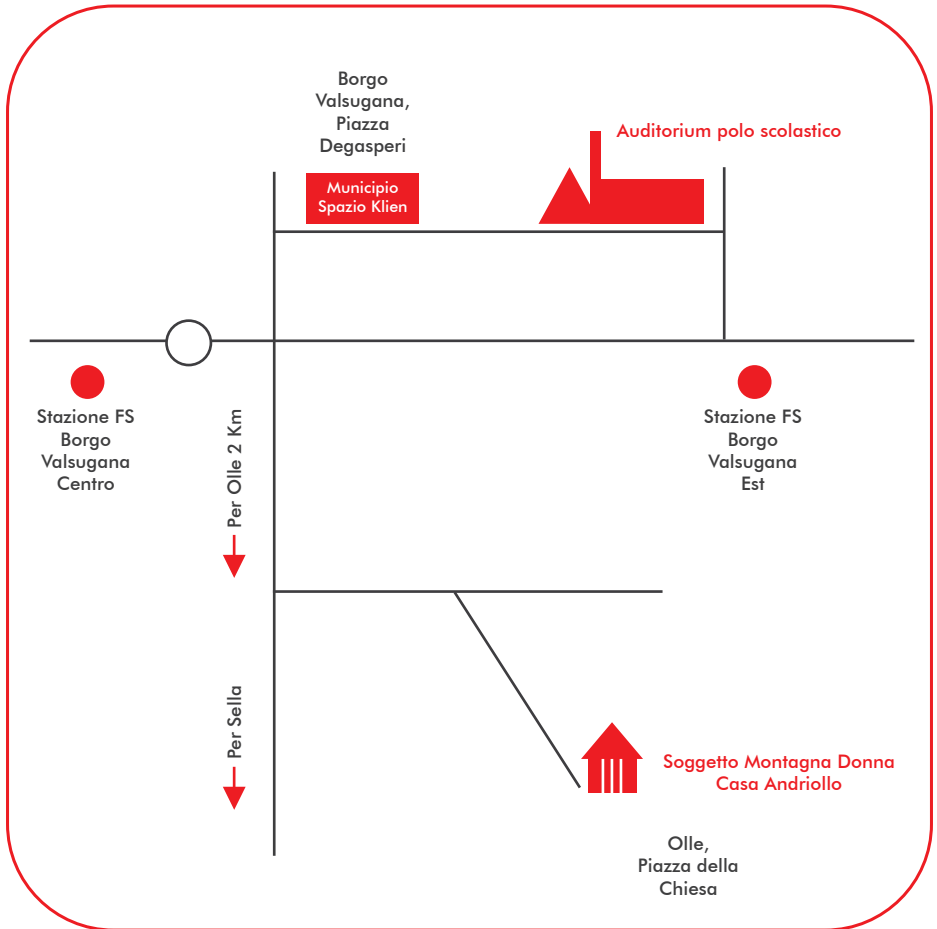 Borgo
Valsugana,
Piazza
Degasperi
Municipio
Spazio Klien
Auditorium polo scolastico
Stazione FS
Borgo
Valsugana
Centro
Per Olle 2 Km
Stazione FS
Borgo
Valsugana
Est
Per Sella
Soggetto Montagna Donna
Casa Andriollo
Olle,
Piazza della
Chiesa